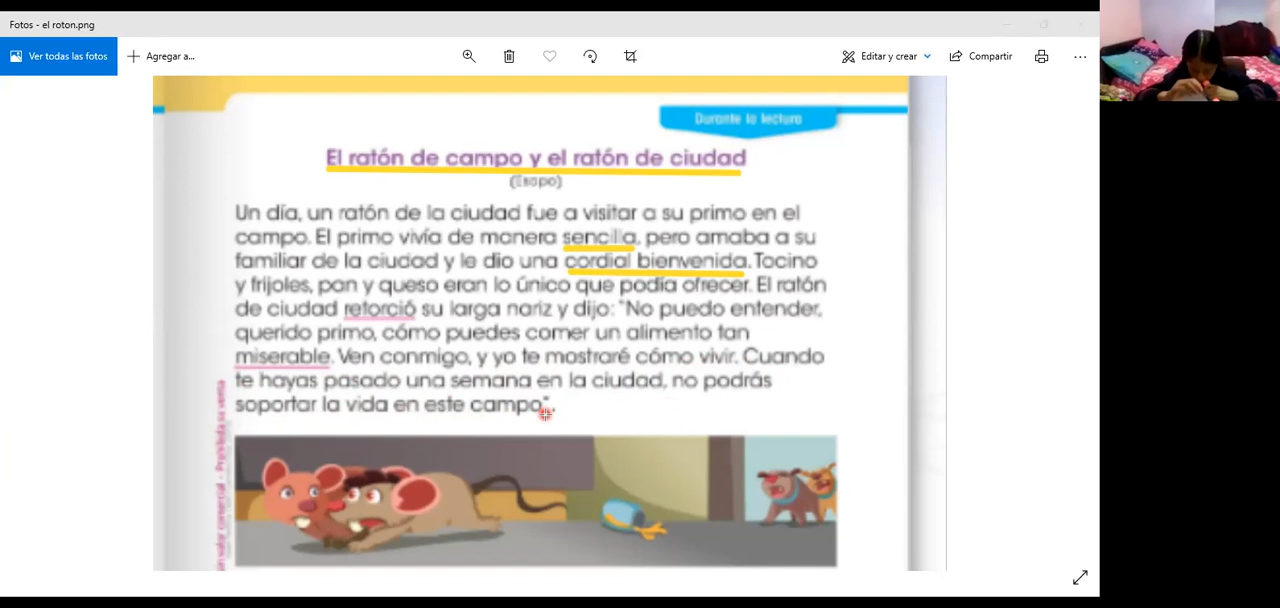 Fotos - el roton.png
Ver todas las fotos
Agregar a...
Editar y crear
Compartir
Durante la lectura
El ratón de campo y el ratón de ciudad
(Esopo)
Un día, un ratón de la ciudad fue a visitar a su primo en el
campo. El primo vivía de manera sencilla, pero amaba a su
familiar de la ciudad y le dio una cordial bienvenida. Tocino
y frijoles, pan y queso eran lo único que podía ofrecer. El ratón
de ciudad retorció su larga nariz y dijo: "No puedo entender,
querido primo, cómo puedes comer un alimento tan
miserable. Ven conmigo, y yo te mostraré cómo vivir. Cuando
te hayas pasado una semana en la ciudad, no podrás
soportar la vida en este campo".
valor comercial - Prohibida su venta